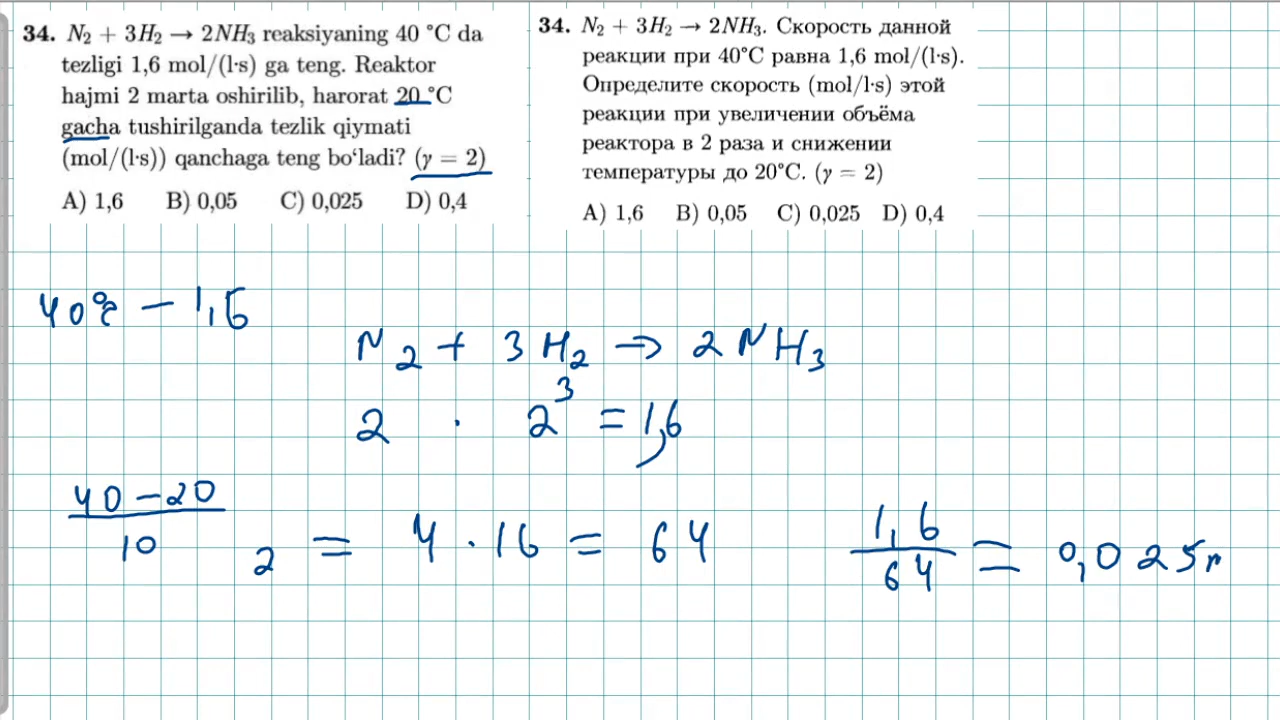 34. N₂ + 3H₂ → 2NH₃ reaksiyaning 40 °C da
tezligi 1,6 mol/(l·s) ga teng. Reaktor
hajmi 2 marta oshirilib, harorat 20 °C
gacha tushirilganda tezlik qiymati
(mol/(l·s)) qanchaga teng bo‘ladi? (γ = 2)
A) 1,6 B) 0,05 C) 0,025 D) 0,4
34. N₂ + 3H₂ → 2NH₃. Скорость данной
реакции при 40°C равна 1,6 mol/(l·s).
Определите скорость (mol/l·s) этой
реакции при увеличении объёма
реактора в 2 раза и снижении
температуры до 20°C. (γ = 2)
A) 1,6 B) 0,05 C) 0,025 D) 0,4
40°C – 1,6
N₂ + 3H₂ → 2NH₃
2 · 2³ = 1,6
40 – 20
10
2 = 4 · 16 = 64
1,6
64
= 0,025